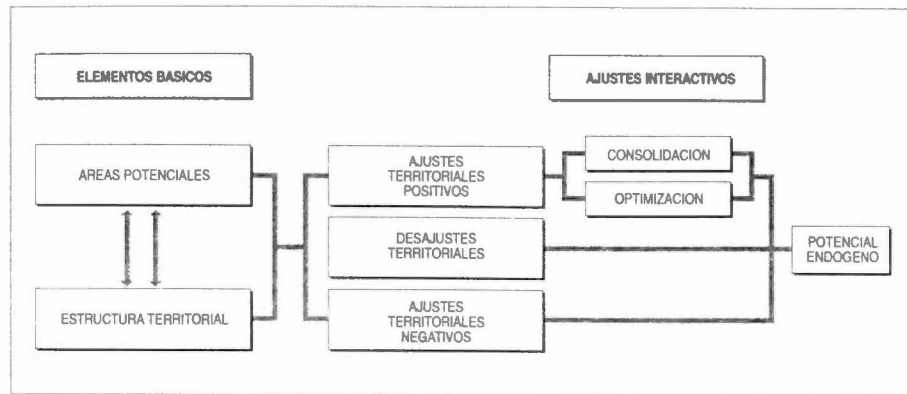 ELEMENTOS BASICOS
AJUSTES INTERACTIVOS
AREAS POTENCIALES
ESTRUCTURA TERRITORIAL
AJUSTES
TERRITORIALES
POSITIVOS
DESAJUSTES
TERRITORIALES
AJUSTES
TERRITORIALES
NEGATIVOS
CONSOLIDACION
OPTIMIZACION
POTENCIAL
ENDOGENO